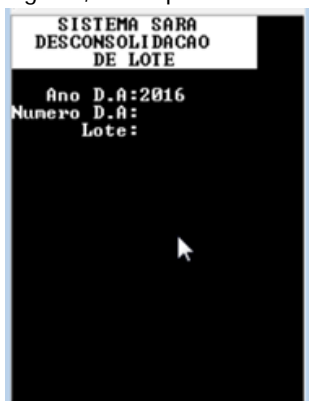 SISTEMA SARA
DESCONSOLIDACAO
DE LOTE
Ano D.A:2016
Numero D.A:
Lote: